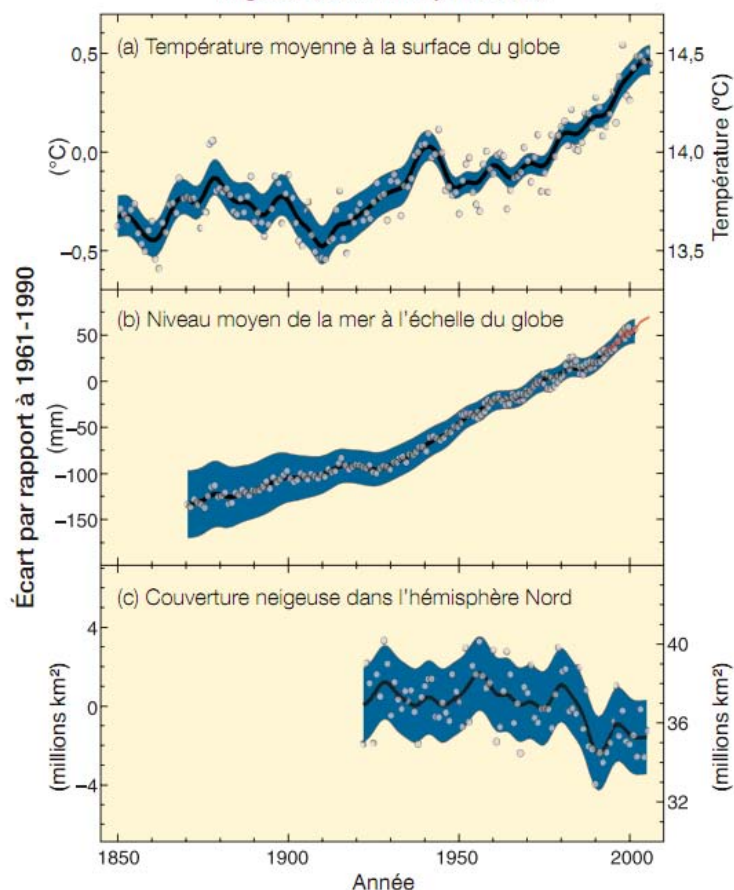 (a) Température moyenne à la surface du globe
0,5
0,0
−0,5
(°C)
14,5
14,0
13,5
Température (°C)
(b) Niveau moyen de la mer à l'échelle du globe
50
0
−50
−100
−150
(mm)
Écart par rapport à 1961-1990
(c) Couverture neigeuse dans l'hémisphère Nord
4
0
−4
(millions km²)
40
36
32
(millions km²)
1850
1900
1950
2000
Année